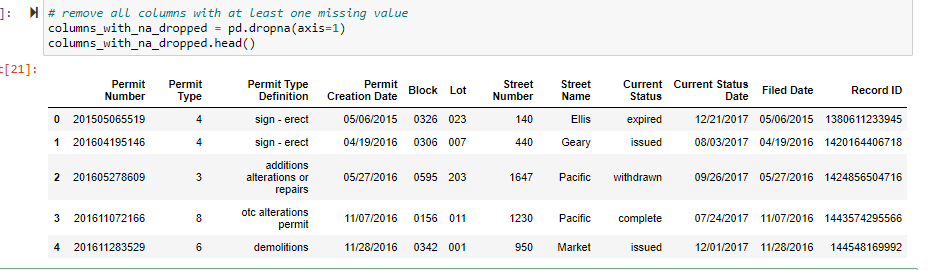 ]:
# remove all columns with at least one missing value
columns_with_na_dropped = pd.dropna(axis=1)
columns_with_na_dropped.head()
t[21]:
Permit Number Permit Type Permit Type Definition Permit Creation Date Block Lot Street Number Street Name Current Status Current Status Date Filed Date Record ID
0 201505065519 4 sign - erect 05/06/2015 0326 023 140 Ellis expired 12/21/2017 05/06/2015 1380611233945
1 201604195146 4 sign - erect 04/19/2016 0306 007 440 Geary issued 08/03/2017 04/19/2016 1420164406718
2 201605278609 3 additions alterations or repairs 05/27/2016 0595 203 1647 Pacific withdrawn 09/26/2017 05/27/2016 1424856504716
3 201611072166 8 otc alterations permit 11/07/2016 0156 011 1230 Pacific complete 07/24/2017 11/07/2016 1443574295566
4 201611283529 6 demolitions 11/28/2016 0342 001 950 Market issued 12/01/2017 11/28/2016 144548169992